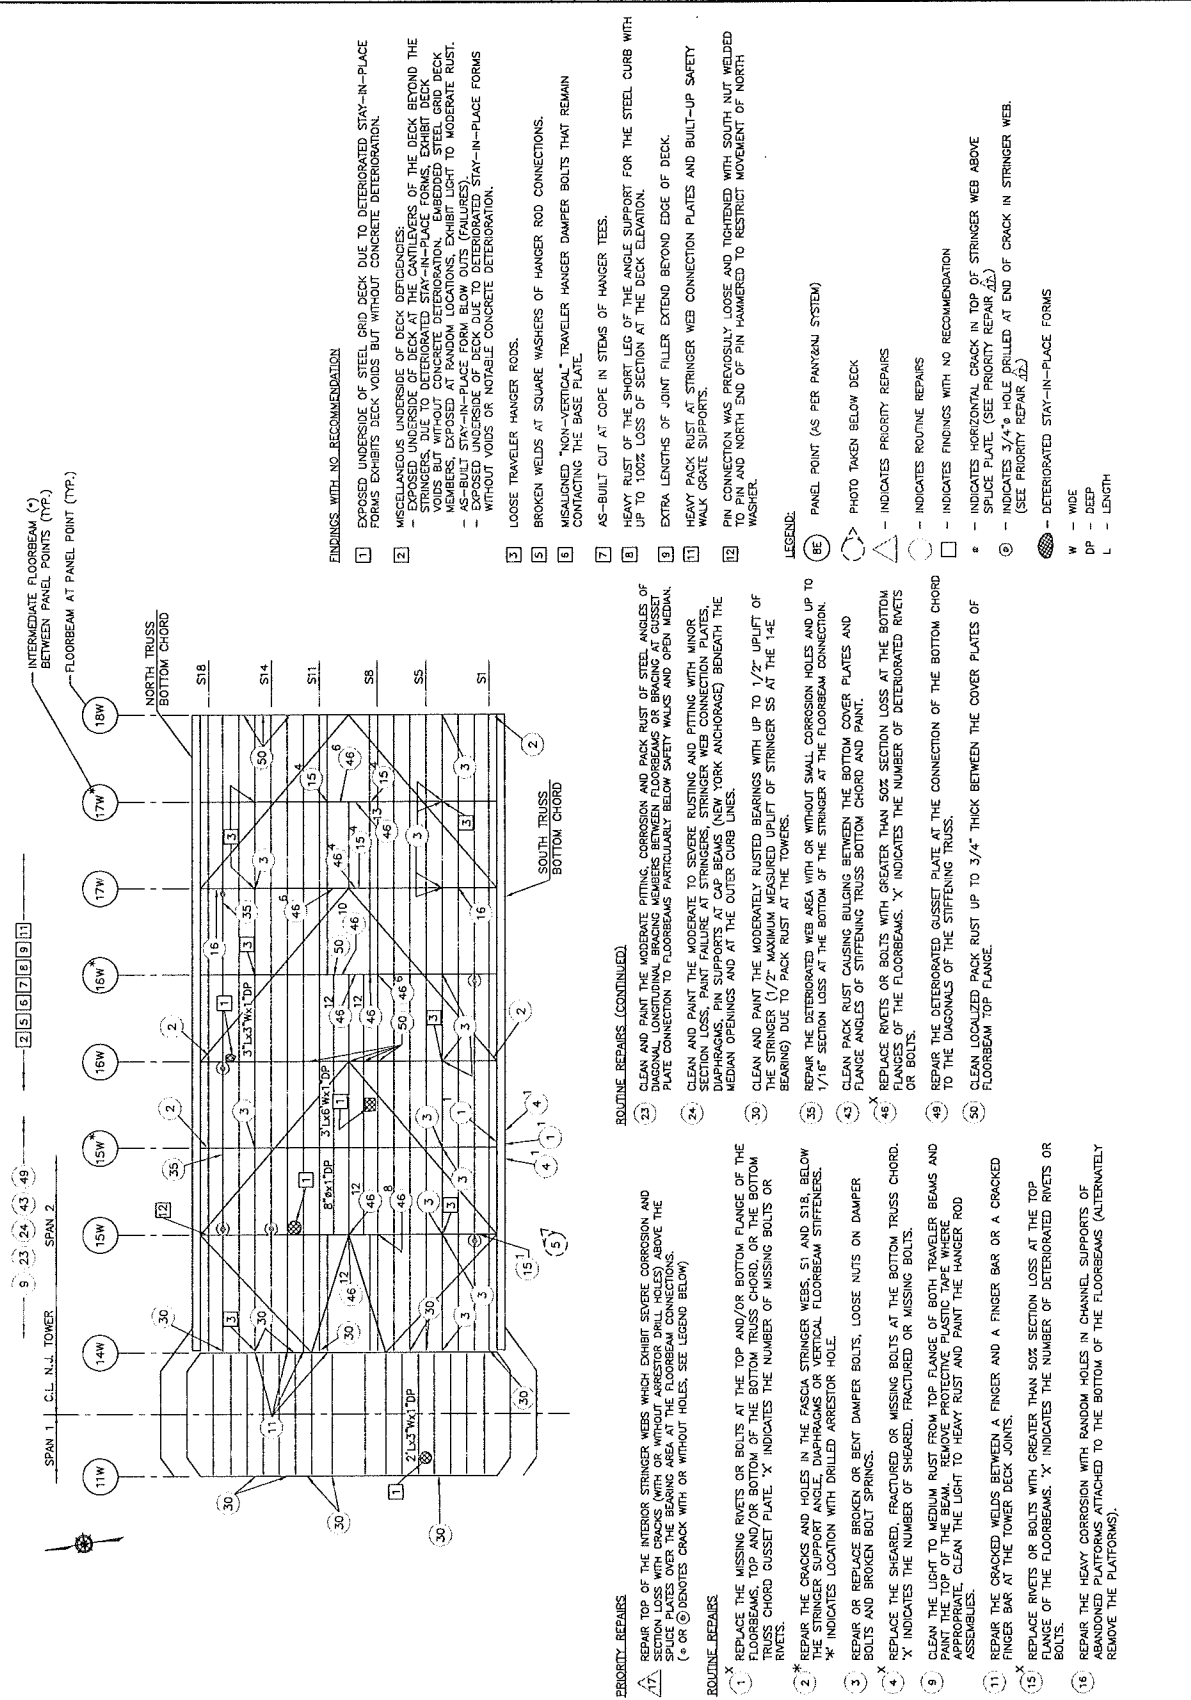 INTERMEDIATE FLOORBEAM (*)
BETWEEN PANEL POINTS (TYP.)
FLOORBEAM AT PANEL POINT (TYP.)
9 23 24 43 49
2 5 6 7 8 9 11
SPAN 1
C.L. N.J. TOWER
SPAN 2
11W
14W
15W
15W*
16W
16W*
17W
17W*
18W
NORTH TRUSS
BOTTOM CHORD
S18
S14
S11
S8
S5
S1
SOUTH TRUSS
BOTTOM CHORD
2'Lx3"Wx1"DP
8"øx1"DP
3'Lx6"Wx1"DP
3"Lx3"Wx1"DP
PRIORITY REPAIRS
17 REPAIR TOP OF THE INTERIOR STRINGER WEBS WHICH EXHIBIT SEVERE CORROSION AND
SECTION LOSS WITH CRACKS (WITH OR WITHOUT ARRESTOR DRILL HOLES) ABOVE THE
SPLICE PLATES OVER THE BEARING AREA AT THE FLOORBEAM CONNECTIONS.
( OR DENOTES CRACK WITH OR WITHOUT HOLES, SEE LEGEND BELOW)
ROUTINE REPAIRS
1 X REPLACE THE MISSING RIVETS OR BOLTS AT THE TOP AND/OR BOTTOM FLANGE OF THE
FLOORBEAMS, TOP AND/OR BOTTOM OF THE BOTTOM TRUSS CHORD, OR THE BOTTOM
TRUSS CHORD GUSSET PLATE. 'X' INDICATES THE NUMBER OF MISSING BOLTS OR
RIVETS.
2 * REPAIR THE CRACKS AND HOLES IN THE FASCIA STRINGER WEBS, S1 AND S18, BELOW
THE STRINGER SUPPORT ANGLE, DIAPHRAGMS OR VERTICAL FLOORBEAM STIFFENERS.
'*' INDICATES LOCATION WITH DRILLED ARRESTOR HOLE.
3 REPAIR OR REPLACE BROKEN OR BENT DAMPER BOLTS, LOOSE NUTS ON DAMPER
BOLTS AND BROKEN BOLT SPRINGS.
4 X REPLACE THE SHEARED, FRACTURED OR MISSING BOLTS AT THE BOTTOM TRUSS CHORD.
'X' INDICATES THE NUMBER OF SHEARED, FRACTURED OR MISSING BOLTS.
9 CLEAN THE LIGHT TO MEDIUM RUST FROM TOP FLANGE OF BOTH TRAVELER BEAMS AND
PAINT THE TOP OF THE BEAM. REMOVE PROTECTIVE PLASTIC TAPE WHERE
APPROPRIATE, CLEAN THE LIGHT TO HEAVY RUST AND PAINT THE HANGER ROD
ASSEMBLIES.
11 REPAIR THE CRACKED WELDS BETWEEN A FINGER AND A FINGER BAR OR A CRACKED
FINGER BAR AT THE TOWER DECK JOINTS.
15 X REPLACE RIVETS OR BOLTS WITH GREATER THAN 50% SECTION LOSS AT THE TOP
FLANGE OF THE FLOORBEAMS. 'X' INDICATES THE NUMBER OF DETERIORATED RIVETS OR
BOLTS.
16 REPAIR THE HEAVY CORROSION WITH RANDOM HOLES IN CHANNEL SUPPORTS OF
ABANDONED PLATFORMS ATTACHED TO THE BOTTOM OF THE FLOORBEAMS (ALTERNATELY
REMOVE THE PLATFORMS).
ROUTINE REPAIRS (CONTINUED)
23 CLEAN AND PAINT THE MODERATE PITTING, CORROSION AND PACK RUST OF STEEL ANGLES OF
DIAGONAL, LONGITUDINAL BRACING MEMBERS BETWEEN FLOORBEAMS OR BRACING AT GUSSET
PLATE CONNECTION TO FLOORBEAMS PARTICULARLY BELOW SAFETY WALKS AND OPEN MEDIAN.
24 CLEAN AND PAINT THE MODERATE TO SEVERE RUSTING AND PITTING WITH MINOR
SECTION LOSS, PAINT FAILURE AT STRINGERS, STRINGER WEB CONNECTION PLATES,
DIAPHRAGMS, PIN SUPPORTS AT CAP BEAMS (NEW YORK ANCHORAGE) BENEATH THE
MEDIAN OPENINGS AND AT THE OUTER CURB LINES.
30 CLEAN AND PAINT THE MODERATELY RUSTED BEARINGS WITH UP TO 1/2" UPLIFT OF
THE STRINGER (1/2" MAXIMUM MEASURED UPLIFT OF STRINGER S5 AT THE 14E
BEARING) DUE TO PACK RUST AT THE TOWERS.
35 REPAIR THE DETERIORATED WEB AREA WITH OR WITHOUT SMALL CORROSION HOLES AND UP TO
1/16" SECTION LOSS AT THE BOTTOM OF THE STRINGER AT THE FLOORBEAM CONNECTION.
43 CLEAN PACK RUST CAUSING BULGING BETWEEN THE BOTTOM COVER PLATES AND
FLANGE ANGLES OF STIFFENING TRUSS BOTTOM CHORD AND PAINT.
46 X REPLACE RIVETS OR BOLTS WITH GREATER THAN 50% SECTION LOSS AT THE BOTTOM
FLANGES OF THE FLOORBEAMS. 'X' INDICATES THE NUMBER OF DETERIORATED RIVETS
OR BOLTS.
49 REPAIR THE DETERIORATED GUSSET PLATE AT THE CONNECTION OF THE BOTTOM CHORD
TO THE DIAGONALS OF THE STIFFENING TRUSS.
50 CLEAN LOCALIZED PACK RUST UP TO 3/4" THICK BETWEEN THE COVER PLATES OF
FLOORBEAM TOP FLANGE.
FINDINGS WITH NO RECOMMENDATION
1 EXPOSED UNDERSIDE OF STEEL GRID DECK DUE TO DETERIORATED STAY-IN-PLACE
FORMS EXHIBITS DECK VOIDS BUT WITHOUT CONCRETE DETERIORATION.
2 MISCELLANEOUS UNDERSIDE OF DECK DEFICIENCIES:
- EXPOSED UNDERSIDE OF DECK AT THE CANTILEVERS OF THE DECK BEYOND THE
STRINGERS, DUE TO DETERIORATED STAY-IN-PLACE FORMS, EXHIBIT DECK
VOIDS BUT WITHOUT CONCRETE DETERIORATION. EMBEDDED STEEL GRID DECK
MEMBERS, EXPOSED AT RANDOM LOCATIONS, EXHIBIT LIGHT TO MODERATE RUST.
- AS-BUILT STAY-IN-PLACE FORM BLOW OUTS (FAILURES).
- EXPOSED UNDERSIDE OF DECK DUE TO DETERIORATED STAY-IN-PLACE FORMS
WITHOUT VOIDS OR NOTABLE CONCRETE DETERIORATION.
3 LOOSE TRAVELER HANGER RODS.
5 BROKEN WELDS AT SQUARE WASHERS OF HANGER ROD CONNECTIONS.
6 MISALIGNED "NON-VERTICAL" TRAVELER HANGER DAMPER BOLTS THAT REMAIN
CONTACTING THE BASE PLATE.
7 AS-BUILT CUT AT COPE IN STEMS OF HANGER TEES.
8 HEAVY RUST OF THE SHORT LEG OF THE ANGLE SUPPORT FOR THE STEEL CURB WITH
UP TO 100% LOSS OF SECTION AT THE DECK ELEVATION.
9 EXTRA LENGTHS OF JOINT FILLER EXTEND BEYOND EDGE OF DECK.
11 HEAVY PACK RUST AT STRINGER WEB CONNECTION PLATES AND BUILT-UP SAFETY
WALK GRATE SUPPORTS.
12 PIN CONNECTION WAS PREVIOSULY LOOSE AND TIGHTENED WITH SOUTH NUT WELDED
TO PIN AND NORTH END OF PIN HAMMERED TO RESTRICT MOVEMENT OF NORTH
WASHER.
LEGEND:
8E PANEL POINT (AS PER PANY&NJ SYSTEM)
PHOTO TAKEN BELOW DECK
- INDICATES PRIORITY REPAIRS
- INDICATES ROUTINE REPAIRS
- INDICATES FINDINGS WITH NO RECOMMENDATION
- INDICATES HORIZONTAL CRACK IN TOP OF STRINGER WEB ABOVE
SPLICE PLATE. (SEE PRIORITY REPAIR 17.)
- INDICATES 3/4"ø HOLE DRILLED AT END OF CRACK IN STRINGER WEB.
(SEE PRIORITY REPAIR 17)
- DETERIORATED STAY-IN-PLACE FORMS
W - WIDE
DP - DEEP
L - LENGTH